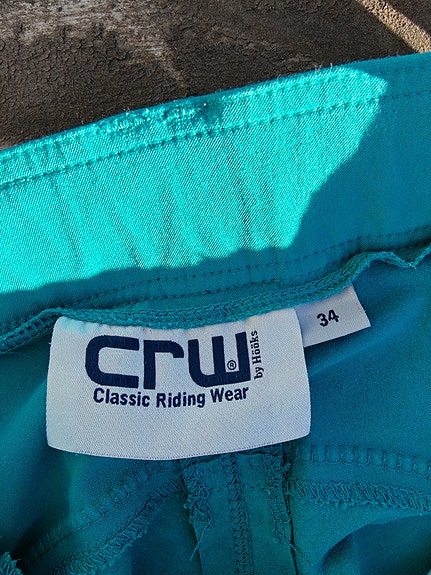 crw® by Hööks
Classic Riding Wear
34